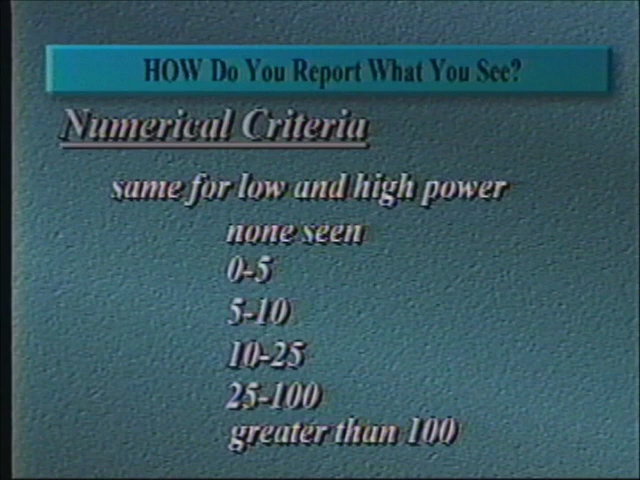 HOW Do You Report What You See?
Numerical Criteria
same for low and high power
none seen
0-5
5-10
10-25
25-100
greater than 100